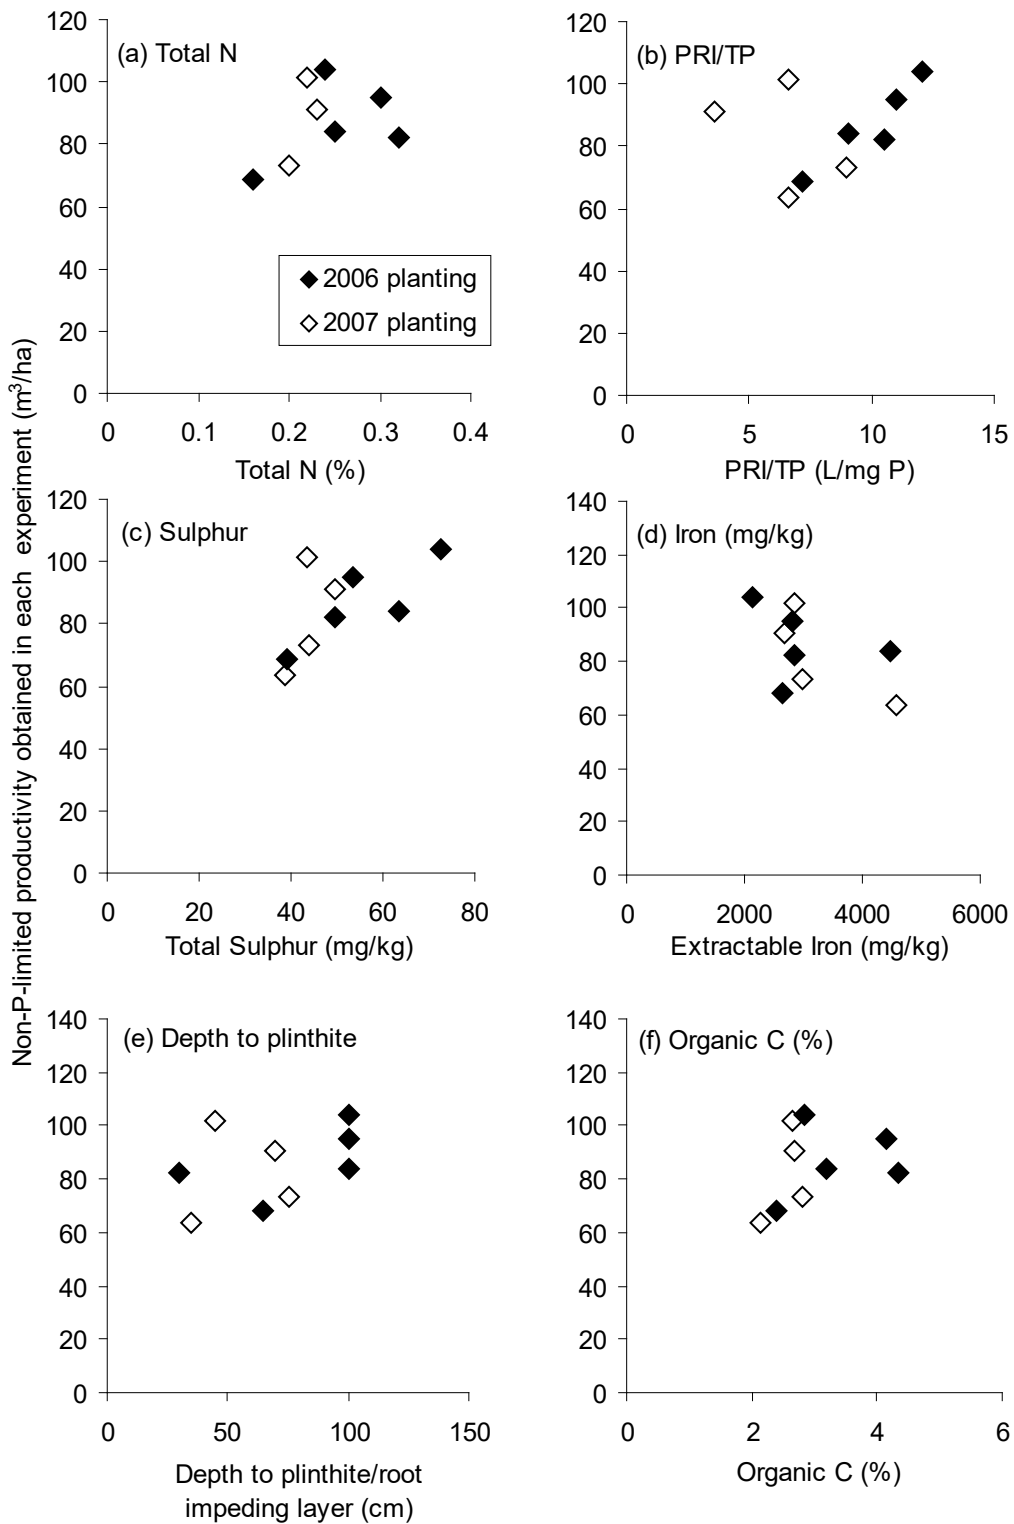 Non-P-limited productivity obtained in each experiment (m³/ha)
(a) Total N
120
100
80
60
40
20
0
0 0.1 0.2 0.3 0.4
Total N (%)
2006 planting
2007 planting
(b) PRI/TP
120
100
80
60
40
20
0
0 5 10 15
PRI/TP (L/mg P)
(c) Sulphur
120
100
80
60
40
20
0
0 20 40 60 80
Total Sulphur (mg/kg)
(d) Iron (mg/kg)
140
120
100
80
60
40
20
0
0 2000 4000 6000
Extractable Iron (mg/kg)
(e) Depth to plinthite
140
120
100
80
60
40
20
0
0 50 100 150
Depth to plinthite/root
impeding layer (cm)
(f) Organic C (%)
140
120
100
80
60
40
20
0
0 2 4 6
Organic C (%)